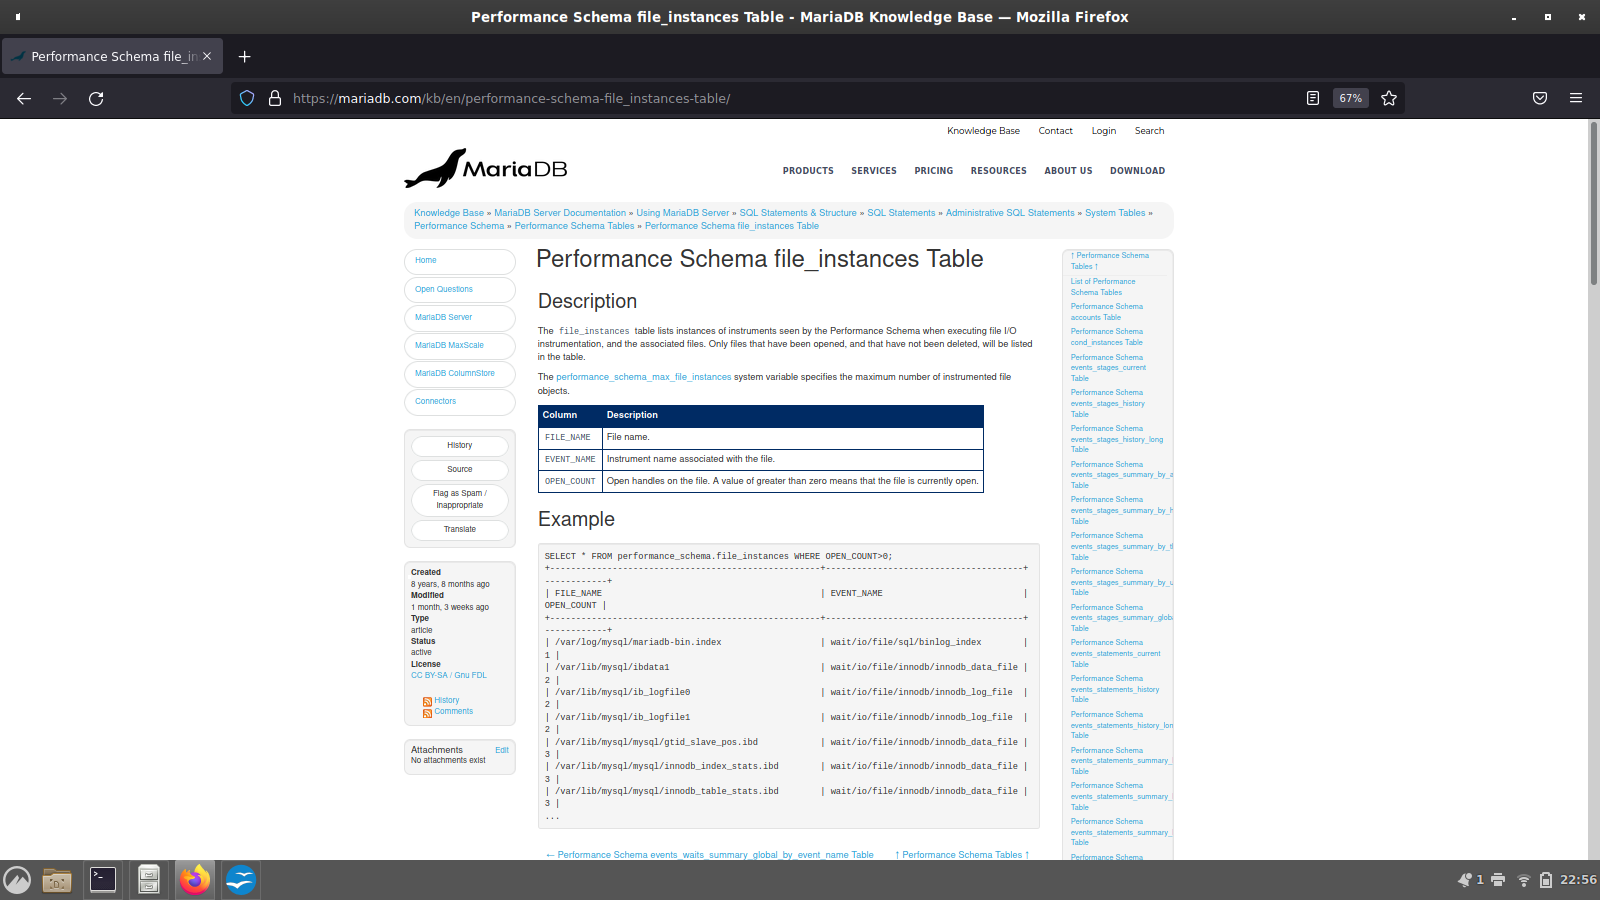 Performance Schema file_instances Table - MariaDB Knowledge Base — Mozilla Firefox
Performance Schema file_in
https://mariadb.com/kb/en/performance-schema-file_instances-table/
67%
Knowledge Base Contact Login Search
MariaDB
PRODUCTS SERVICES PRICING RESOURCES ABOUT US DOWNLOAD
Knowledge Base » MariaDB Server Documentation » Using MariaDB Server » SQL Statements & Structure » SQL Statements » Administrative SQL Statements » System Tables »
Performance Schema » Performance Schema Tables » Performance Schema file_instances Table
Home
Open Questions
MariaDB Server
MariaDB MaxScale
MariaDB ColumnStore
Connectors
History
Source
Flag as Spam /
Inappropriate
Translate
Created
8 years, 8 months ago
Modified
1 month, 3 weeks ago
Type
article
Status
active
License
CC BY-SA / Gnu FDL
History
Comments
Attachments Edit
No attachments exist
Performance Schema file_instances Table
Description
The file_instances table lists instances of instruments seen by the Performance Schema when executing file I/O
instrumentation, and the associated files. Only files that have been opened, and that have not been deleted, will be listed
in the table.
The performance_schema_max_file_instances system variable specifies the maximum number of instrumented file
objects.
Column Description
FILE_NAME File name.
EVENT_NAME Instrument name associated with the file.
OPEN_COUNT Open handles on the file. A value of greater than zero means that the file is currently open.
Example
SELECT * FROM performance_schema.file_instances WHERE OPEN_COUNT>0;
+----------------------------------------------------+--------------------------------------+
------------+
| FILE_NAME | EVENT_NAME |
OPEN_COUNT |
+----------------------------------------------------+--------------------------------------+
------------+
| /var/log/mysql/mariadb-bin.index | wait/io/file/sql/binlog_index |
1 |
| /var/lib/mysql/ibdata1 | wait/io/file/innodb/innodb_data_file |
2 |
| /var/lib/mysql/ib_logfile0 | wait/io/file/innodb/innodb_log_file |
2 |
| /var/lib/mysql/ib_logfile1 | wait/io/file/innodb/innodb_log_file |
2 |
| /var/lib/mysql/mysql/gtid_slave_pos.ibd | wait/io/file/innodb/innodb_data_file |
3 |
| /var/lib/mysql/mysql/innodb_index_stats.ibd | wait/io/file/innodb/innodb_data_file |
3 |
| /var/lib/mysql/mysql/innodb_table_stats.ibd | wait/io/file/innodb/innodb_data_file |
3 |
...
← Performance Schema events_waits_summary_global_by_event_name Table ↑ Performance Schema Tables ↑
↑ Performance Schema
Tables ↑
List of Performance
Schema Tables
Performance Schema
accounts Table
Performance Schema
cond_instances Table
Performance Schema
events_stages_current
Table
Performance Schema
events_stages_history
Table
Performance Schema
events_stages_history_long
Table
Performance Schema
events_stages_summary_by_a
Table
Performance Schema
events_stages_summary_by_h
Table
Performance Schema
events_stages_summary_by_t
Table
Performance Schema
events_stages_summary_by_u
Table
Performance Schema
events_stages_summary_globa
Table
Performance Schema
events_statements_current
Table
Performance Schema
events_statements_history
Table
Performance Schema
events_statements_history_lon
Table
Performance Schema
events_statements_summary_
Table
Performance Schema
events_statements_summary_
Table
Performance Schema
events_statements_summary_
Table
Performance Schema
1 22:56